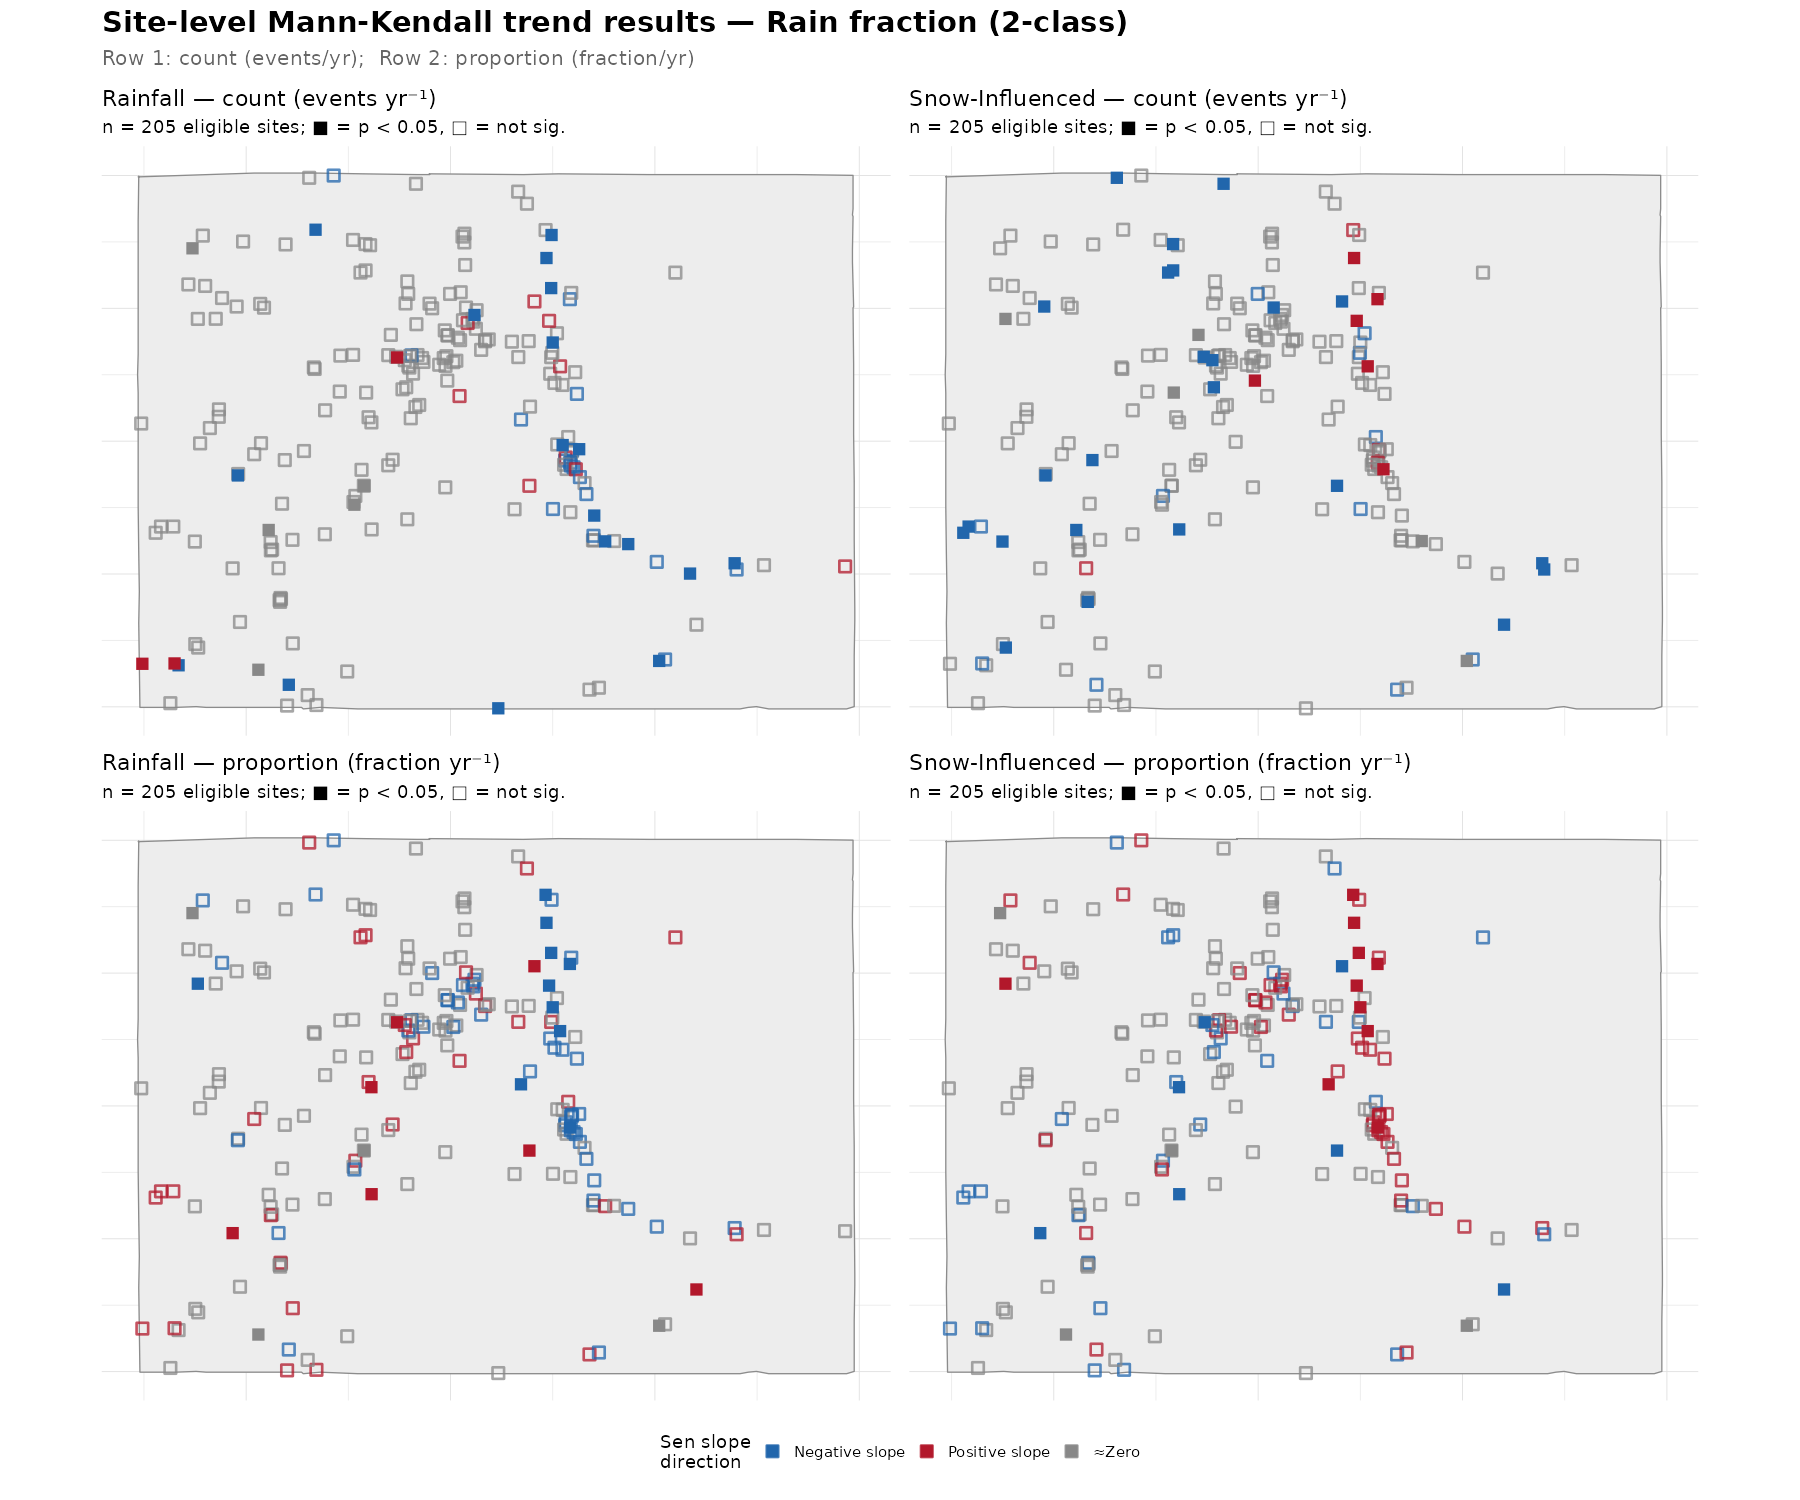 Site-level Mann-Kendall trend results — Rain fraction (2-class)
Row 1: count (events/yr);  Row 2: proportion (fraction/yr)
Rainfall — count (events yr⁻¹)
n = 205 eligible sites; ■ = p < 0.05, □ = not sig.
Snow-Influenced — count (events yr⁻¹)
n = 205 eligible sites; ■ = p < 0.05, □ = not sig.
Rainfall — proportion (fraction yr⁻¹)
n = 205 eligible sites; ■ = p < 0.05, □ = not sig.
Snow-Influenced — proportion (fraction yr⁻¹)
n = 205 eligible sites; ■ = p < 0.05, □ = not sig.
Sen slope
direction
Negative slope
Positive slope
≈Zero